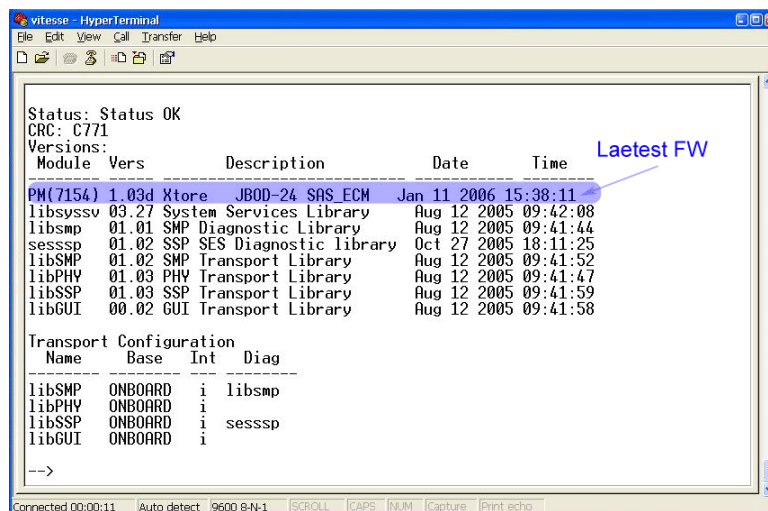 vitesse - HyperTerminal
File Edit View Call Transfer Help
Status: Status OK
CRC: C771
Versions:
Module Vers Description Date Time
Laetest FW
-------- ----- ------------------------------ ----------- --------
PM(7154) 1.03d Xtore JBOD-24 SAS_ECM Jan 11 2006 15:38:11
libsyssv 03.27 System Services Library Aug 12 2005 09:42:08
libsmp 01.01 SMP Diagnostic Library Aug 12 2005 09:41:44
sesssp 01.02 SSP SES Diagnostic library Oct 27 2005 18:11:25
libSMP 01.02 SMP Transport Library Aug 12 2005 09:41:52
libPHY 01.03 PHY Transport Library Aug 12 2005 09:41:47
libSSP 01.03 SSP Transport Library Aug 12 2005 09:41:59
libGUI 00.02 GUI Transport Library Aug 12 2005 09:41:58
Transport Configuration
Name Base Int Diag
-------- -------- --- --------
libSMP ONBOARD i libsmp
libPHY ONBOARD i
libSSP ONBOARD i sesssp
libGUI ONBOARD i
-->
Connected 00:00:11 Auto detect 9600 8-N-1 SCROLL CAPS NUM Capture Print echo